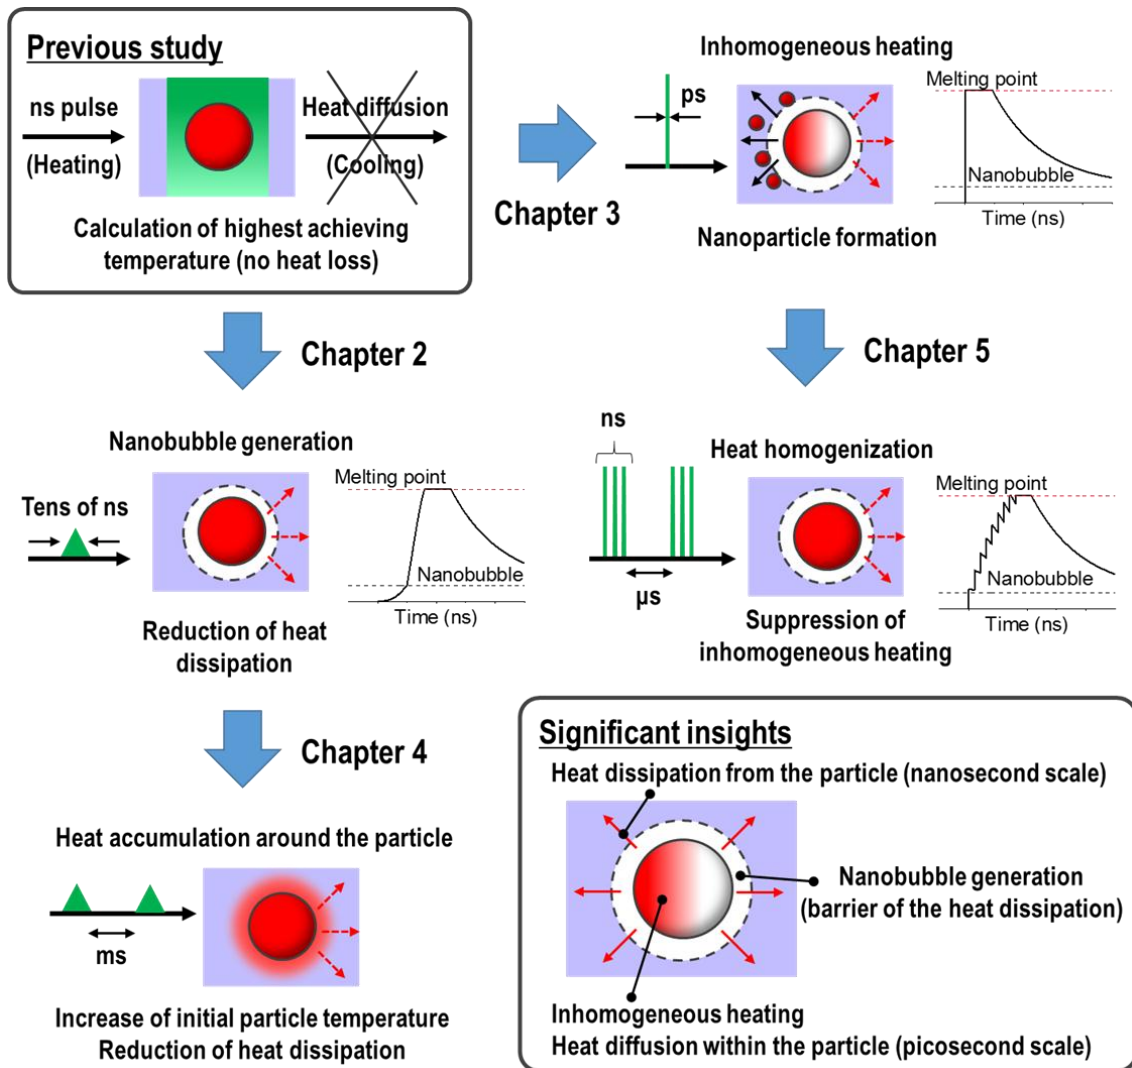 Previous study
ns pulse
(Heating)
Heat diffusion
(Cooling)
Calculation of highest achieving
temperature (no heat loss)
Chapter 3
Inhomogeneous heating
ps
Nanoparticle formation
Melting point
Nanobubble
Time (ns)
Chapter 2
Nanobubble generation
Tens of ns
Reduction of heat
dissipation
Melting point
Nanobubble
Time (ns)
Chapter 5
ns
µs
Heat homogenization
Suppression of
inhomogeneous heating
Melting point
Nanobubble
Time (ns)
Chapter 4
Heat accumulation around the particle
ms
Increase of initial particle temperature
Reduction of heat dissipation
Significant insights
Heat dissipation from the particle (nanosecond scale)
Nanobubble generation
(barrier of the heat dissipation)
Inhomogeneous heating
Heat diffusion within the particle (picosecond scale)